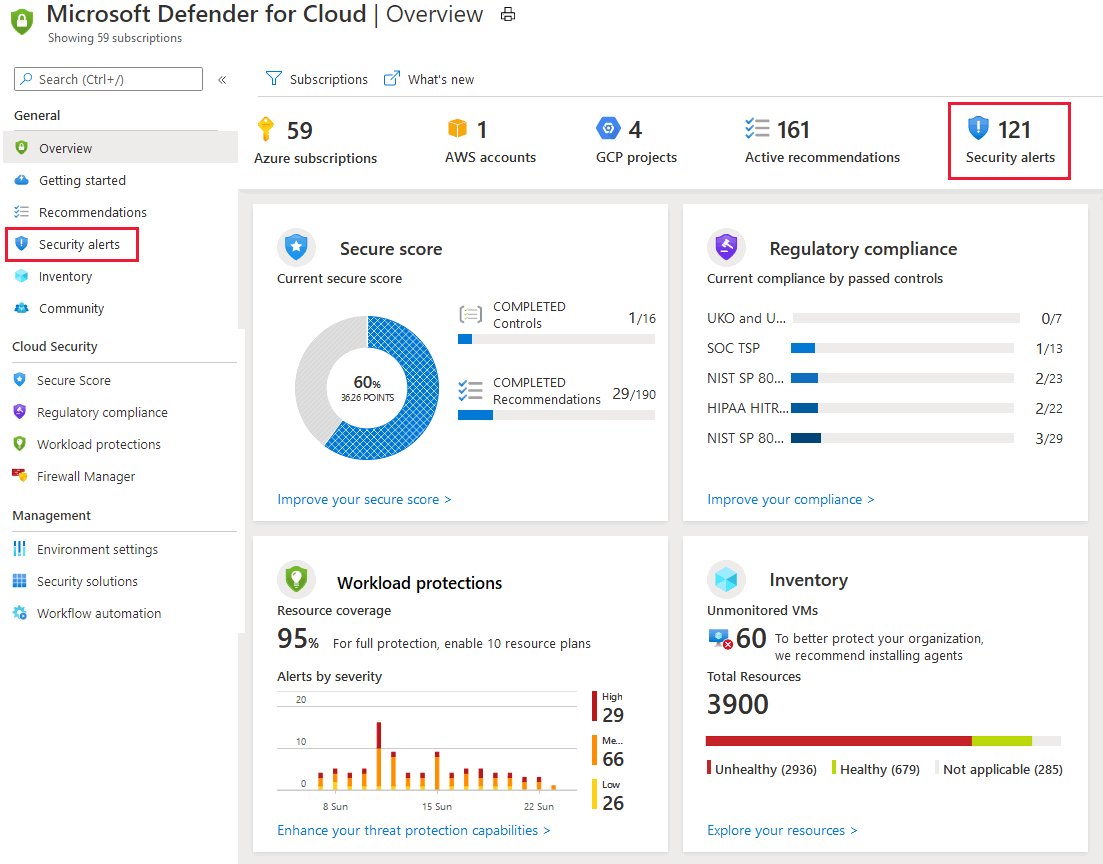 Microsoft Defender for Cloud | Overview
Showing 59 subscriptions
Search (Ctrl+/)
«
General
Overview
Getting started
Recommendations
Security alerts
Inventory
Community
Cloud Security
Secure Score
Regulatory compliance
Workload protections
Firewall Manager
Management
Environment settings
Security solutions
Workflow automation
Subscriptions
What's new
59
Azure subscriptions
1
AWS accounts
4
GCP projects
161
Active recommendations
121
Security alerts
Secure score
Current secure score
60%
3626 POINTS
COMPLETED
Controls
1/16
COMPLETED
Recommendations
29/190
Improve your secure score >
Regulatory compliance
Current compliance by passed controls
UKO and U... 0/7
SOC TSP 1/13
NIST SP 80... 2/23
HIPAA HITR... 2/22
NIST SP 80... 3/29
Improve your compliance >
Workload protections
Resource coverage
95% For full protection, enable 10 resource plans
Alerts by severity
20
10
0
8 Sun 15 Sun 22 Sun
High
29
Me...
66
Low
26
Enhance your threat protection capabilities >
Inventory
Unmonitored VMs
60 To better protect your organization,
we recommend installing agents
Total Resources
3900
Unhealthy (2936) Healthy (679) Not applicable (285)
Explore your resources >